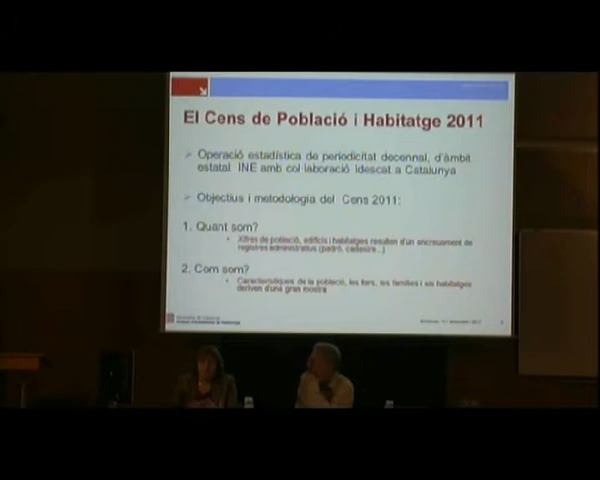 El Cens de Població i Habitatge 2011
Operació estadística de periodicitat decennal, d'àmbit
estatal: INE amb col·laboració Idescat a Catalunya
Objectius i metodologia del Cens 2011:
1. Quant som?
Xifres de població, edificis i habitatges resulten d'un encreuament de
registres administratius (padró, cadastre...)
2. Com som?
Característiques de la població, les llars, les famílies i els habitatges
deriven d'una gran mostra